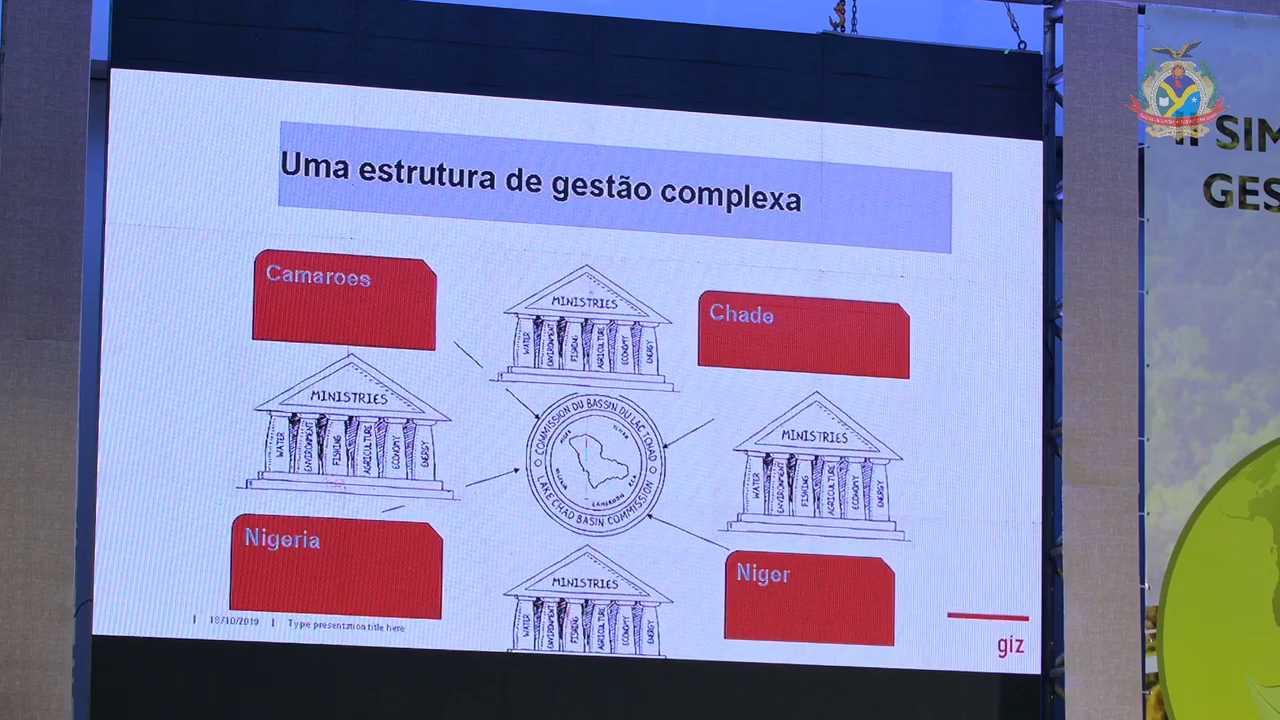 Uma estrutura de gestão complexa
Camaroes
MINISTRIES
WATER
ENVIRONMENT
FISHING
AGRICULTURE
ECONOMY
ENERGY
Chade
MINISTRIES
WATER
ENVIRONMENT
FISHING
AGRICULTURE
ECONOMY
ENERGY
COMMISSION DU BASSIN DU LAC TCHAD
LAKE CHAD BASIN COMMISSION
MINISTRIES
WATER
ENVIRONMENT
FISHING
AGRICULTURE
ECONOMY
ENERGY
Nigeria
MINISTRIES
WATER
ENVIRONMENT
FISHING
AGRICULTURE
ECONOMY
ENERGY
Niger
| 18/10/2019 | Type presentation title here
giz
II SIM
GES